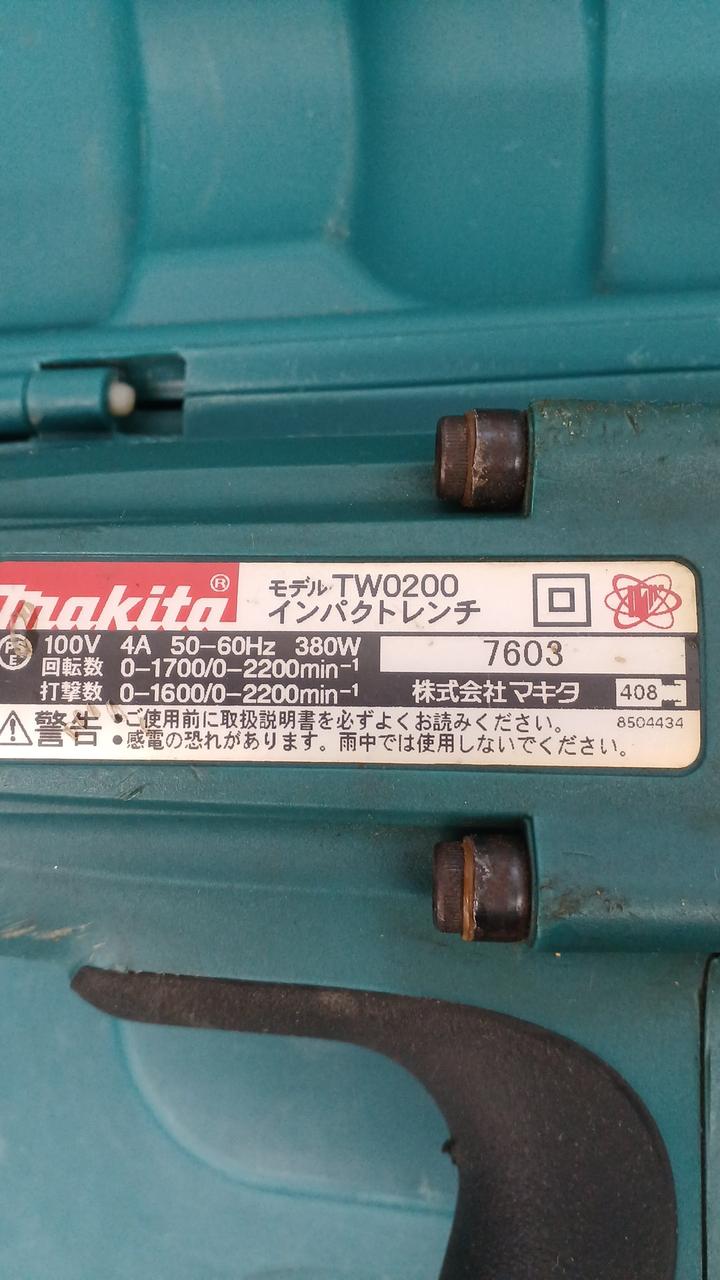 makita®
モデル TW0200
インパクトレンチ
PS
E
100V 4A 50-60Hz 380W
7603
回転数 0-1700/0-2200min⁻¹
打撃数 0-1600/0-2200min⁻¹
株式会社マキタ
408
警告 •ご使用前に取扱説明書を必ずよくお読みください。
8504434
•感電の恐れがあります。雨中では使用しないでください。